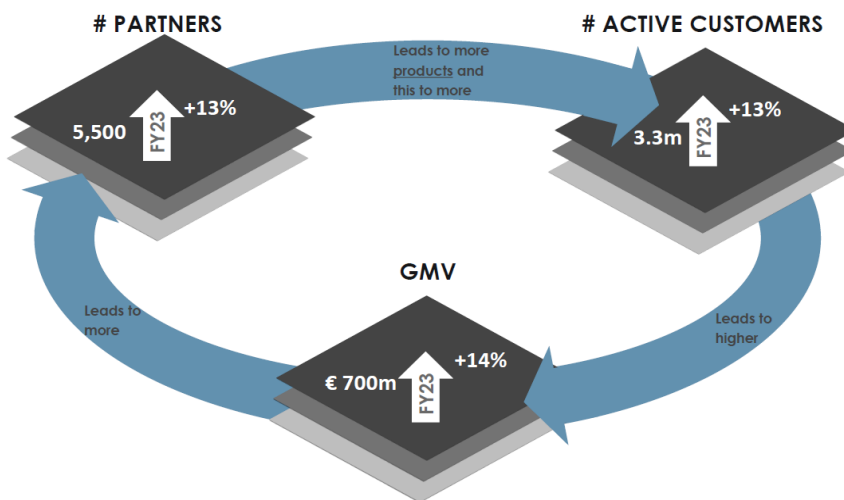 # PARTNERS
# ACTIVE CUSTOMERS
Leads to more
products and
this to more
5,500
FY23
+13%
3.3m
FY23
+13%
GMV
Leads to
more
Leads to
higher
€ 700m
FY23
+14%